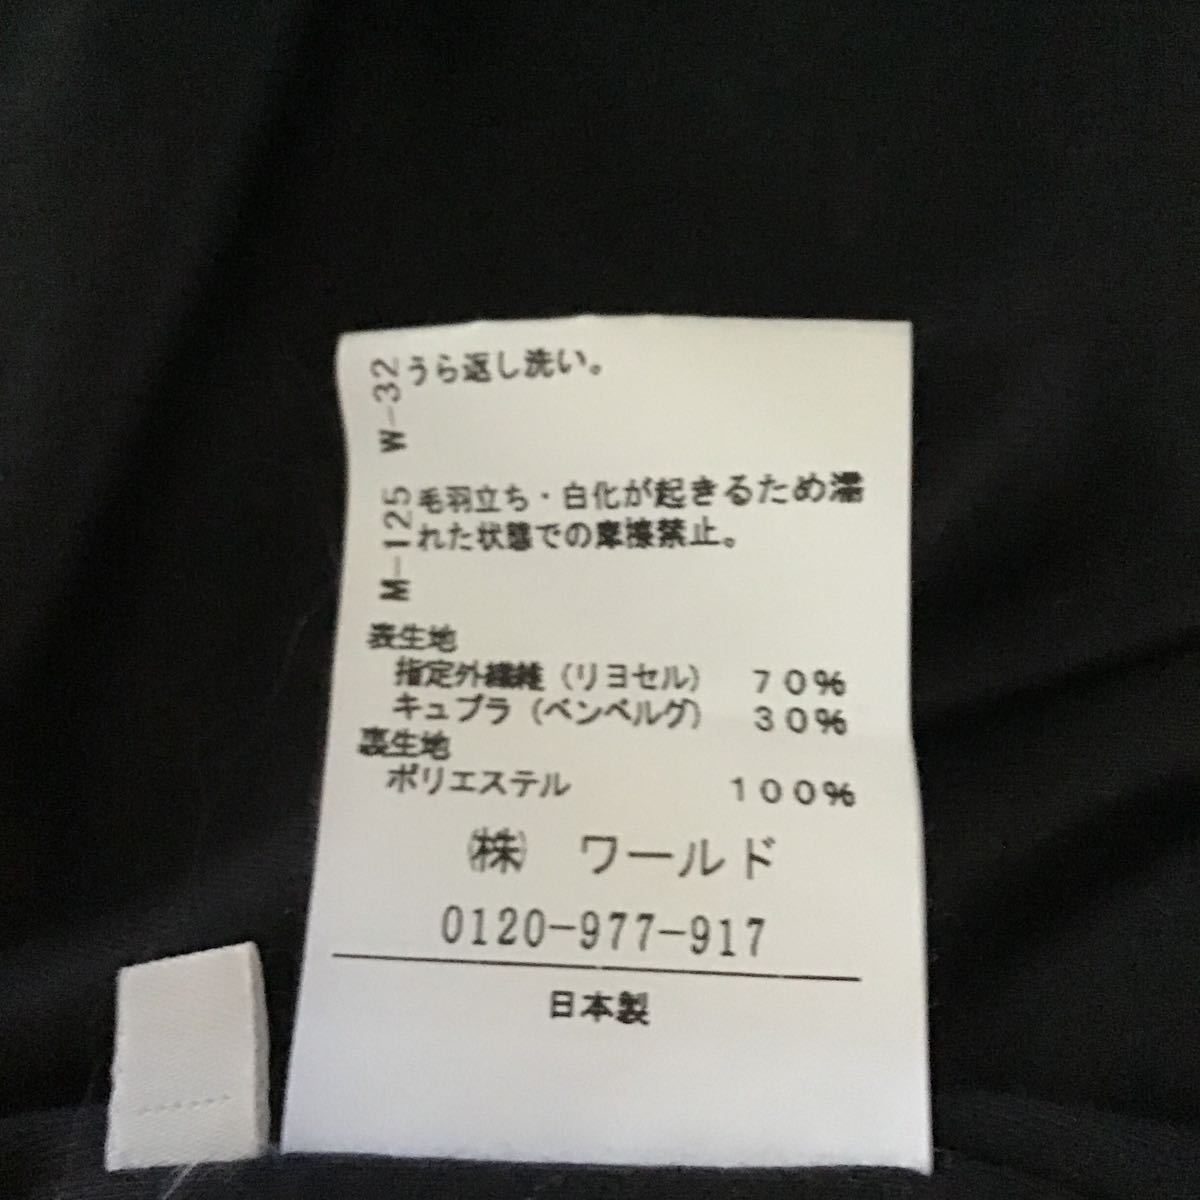 W-32
うら返し洗い。
M-125
毛羽立ち・白化が起きるため濡
れた状態での摩擦禁止。
表生地
指定外繊維(リヨセル) 70%
キュプラ(ベンベルグ) 30%
裏生地
ポリエステル 100%
㈱ ワールド
0120-977-917
日本製